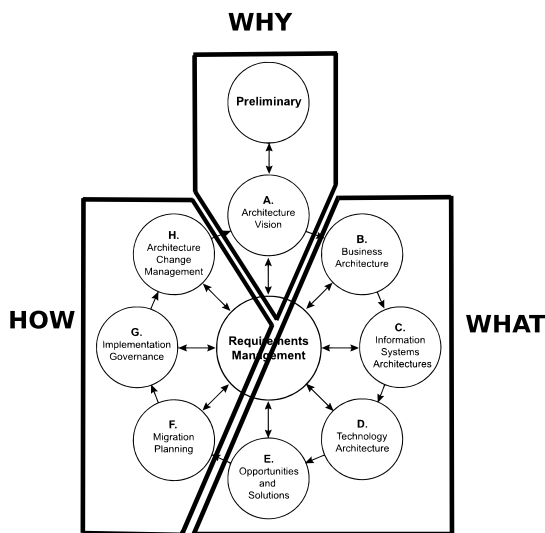 WHY
Preliminary
A.
Architecture
Vision
H.
Architecture
Change
Management
B.
Business
Architecture
HOW
G.
Implementation
Governance
Requirements
Management
C.
Information
Systems
Architectures
WHAT
F.
Migration
Planning
D.
Technology
Architecture
E.
Opportunities
and
Solutions